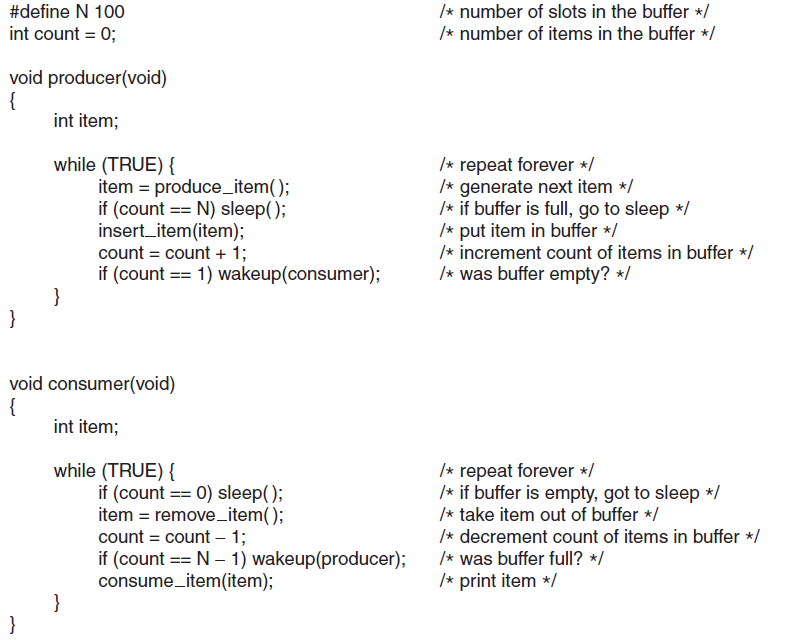 #define N 100 /* number of slots in the buffer */
int count = 0; /* number of items in the buffer */
void producer(void)
{
int item;
while (TRUE) { /* repeat forever */
item = produce_item( ); /* generate next item */
if (count == N) sleep( ); /* if buffer is full, go to sleep */
insert_item(item); /* put item in buffer */
count = count + 1; /* increment count of items in buffer */
if (count == 1) wakeup(consumer); /* was buffer empty? */
}
}
void consumer(void)
{
int item;
while (TRUE) { /* repeat forever */
if (count == 0) sleep( ); /* if buffer is empty, got to sleep */
item = remove_item( ); /* take item out of buffer */
count = count – 1; /* decrement count of items in buffer */
if (count == N – 1) wakeup(producer); /* was buffer full? */
consume_item(item); /* print item */
}
}